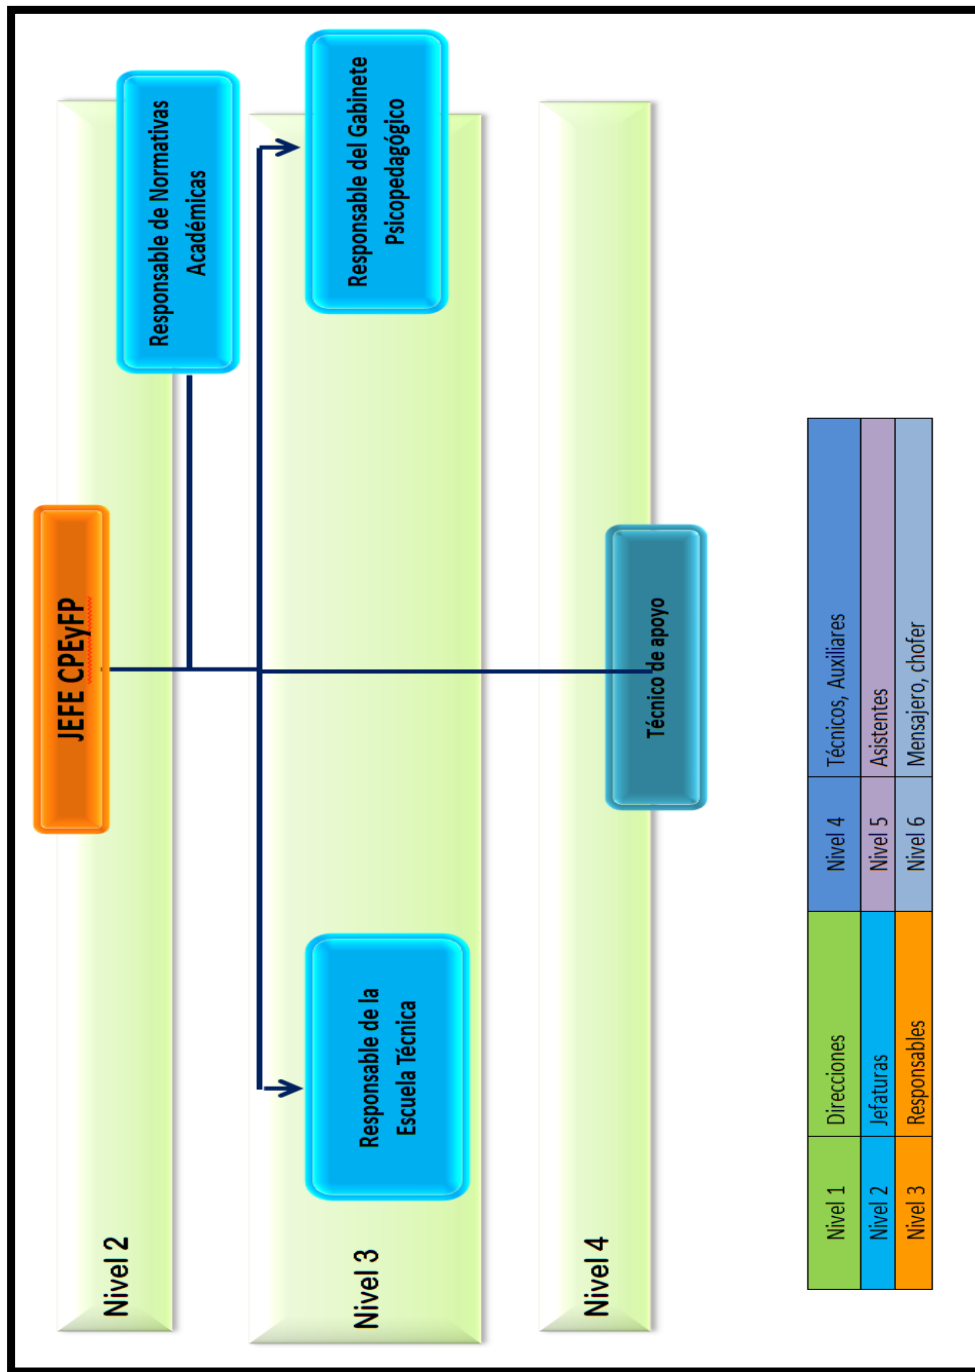 JEFE CPEyFP
Nivel 2
Responsable de Normativas
Académicas
Nivel 3
Responsable de la
Escuela Técnica
Responsable del Gabinete
Psicopedagógico
Nivel 4
Técnico de apoyo
Nivel 1 Direcciones Nivel 4 Técnicos, Auxiliares
Nivel 2 Jefaturas Nivel 5 Asistentes
Nivel 3 Responsables Nivel 6 Mensajero, chofer